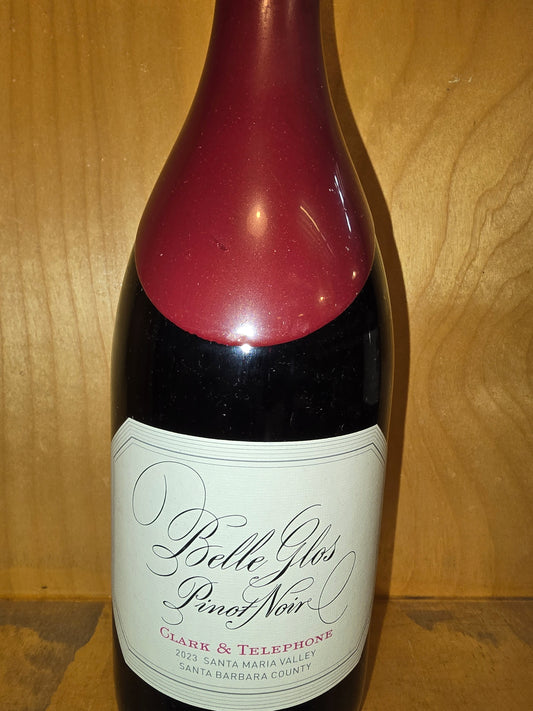 Belle Glos
Pinot Noir
CLARK & TELEPHONE
2023 SANTA MARIA VALLEY
SANTA BARBARA COUNTY